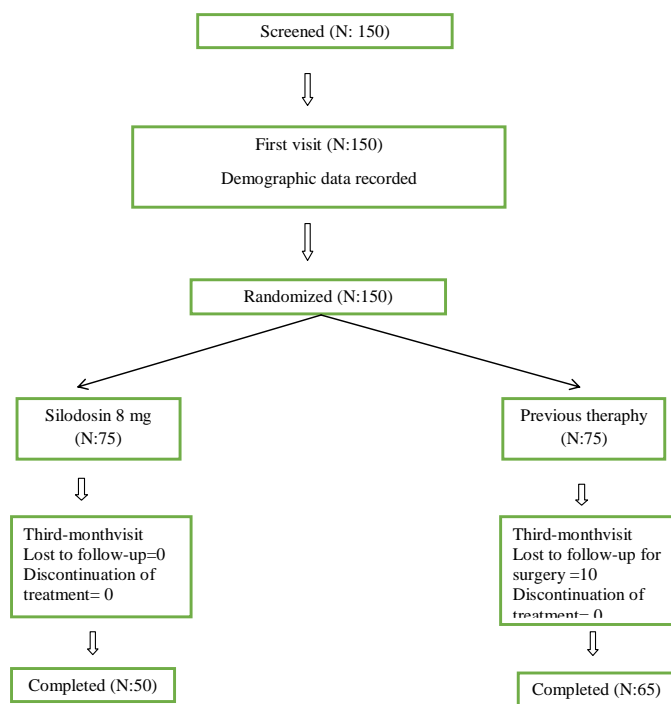 Screened (N: 150)
First visit (N:150)
Demographic data recorded
Randomized (N:150)
Silodosin 8 mg
(N:75)
Previous theraphy
(N:75)
Third-monthvisit
Lost to follow-up=0
Discontinuation of
treatment= 0
Third-monthvisit
Lost to follow-up for
surgery =10
Discontinuation of
treatment= 0
Completed (N:50)
Completed (N:65)